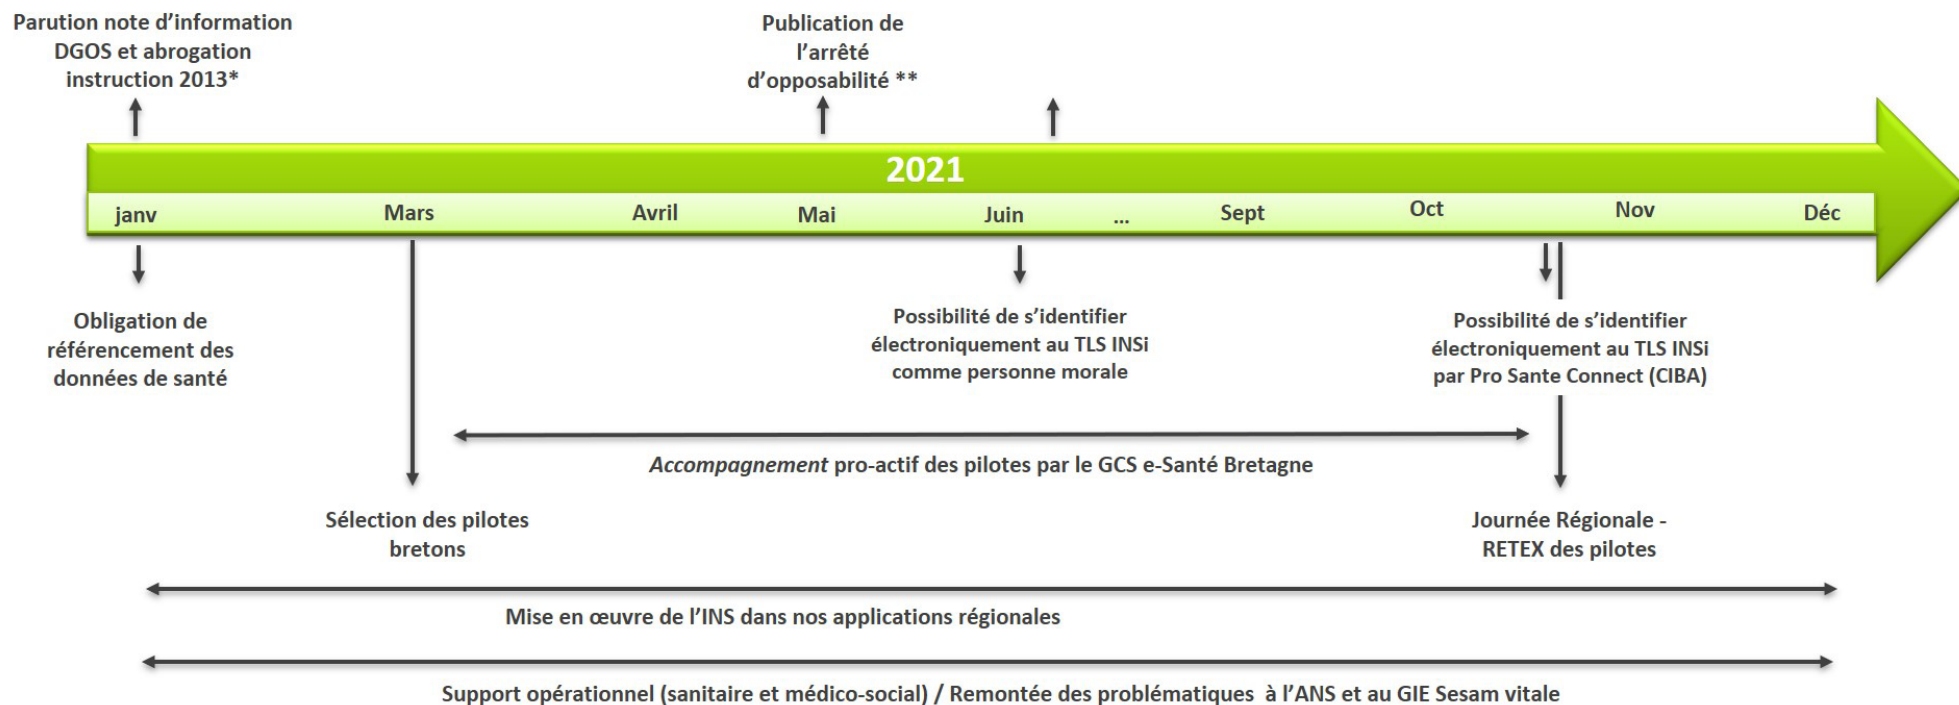 Parution note d'information
DGOS et abrogation
instruction 2013*
Publication de
l'arrêté
d'opposabilité **
2021
janv
Mars
Avril
Mai
Juin
...
Sept
Oct
Nov
Déc
Obligation de
référencement des
données de santé
Possibilité de s'identifier
électroniquement au TLS INSi
comme personne morale
Possibilité de s'identifier
électroniquement au TLS INSi
par Pro Sante Connect (CIBA)
Accompagnement pro-actif des pilotes par le GCS e-Santé Bretagne
Sélection des pilotes
bretons
Journée Régionale -
RETEX des pilotes
Mise en œuvre de l'INS dans nos applications régionales
Support opérationnel (sanitaire et médico-social) / Remontée des problématiques à l'ANS et au GIE Sesam vitale